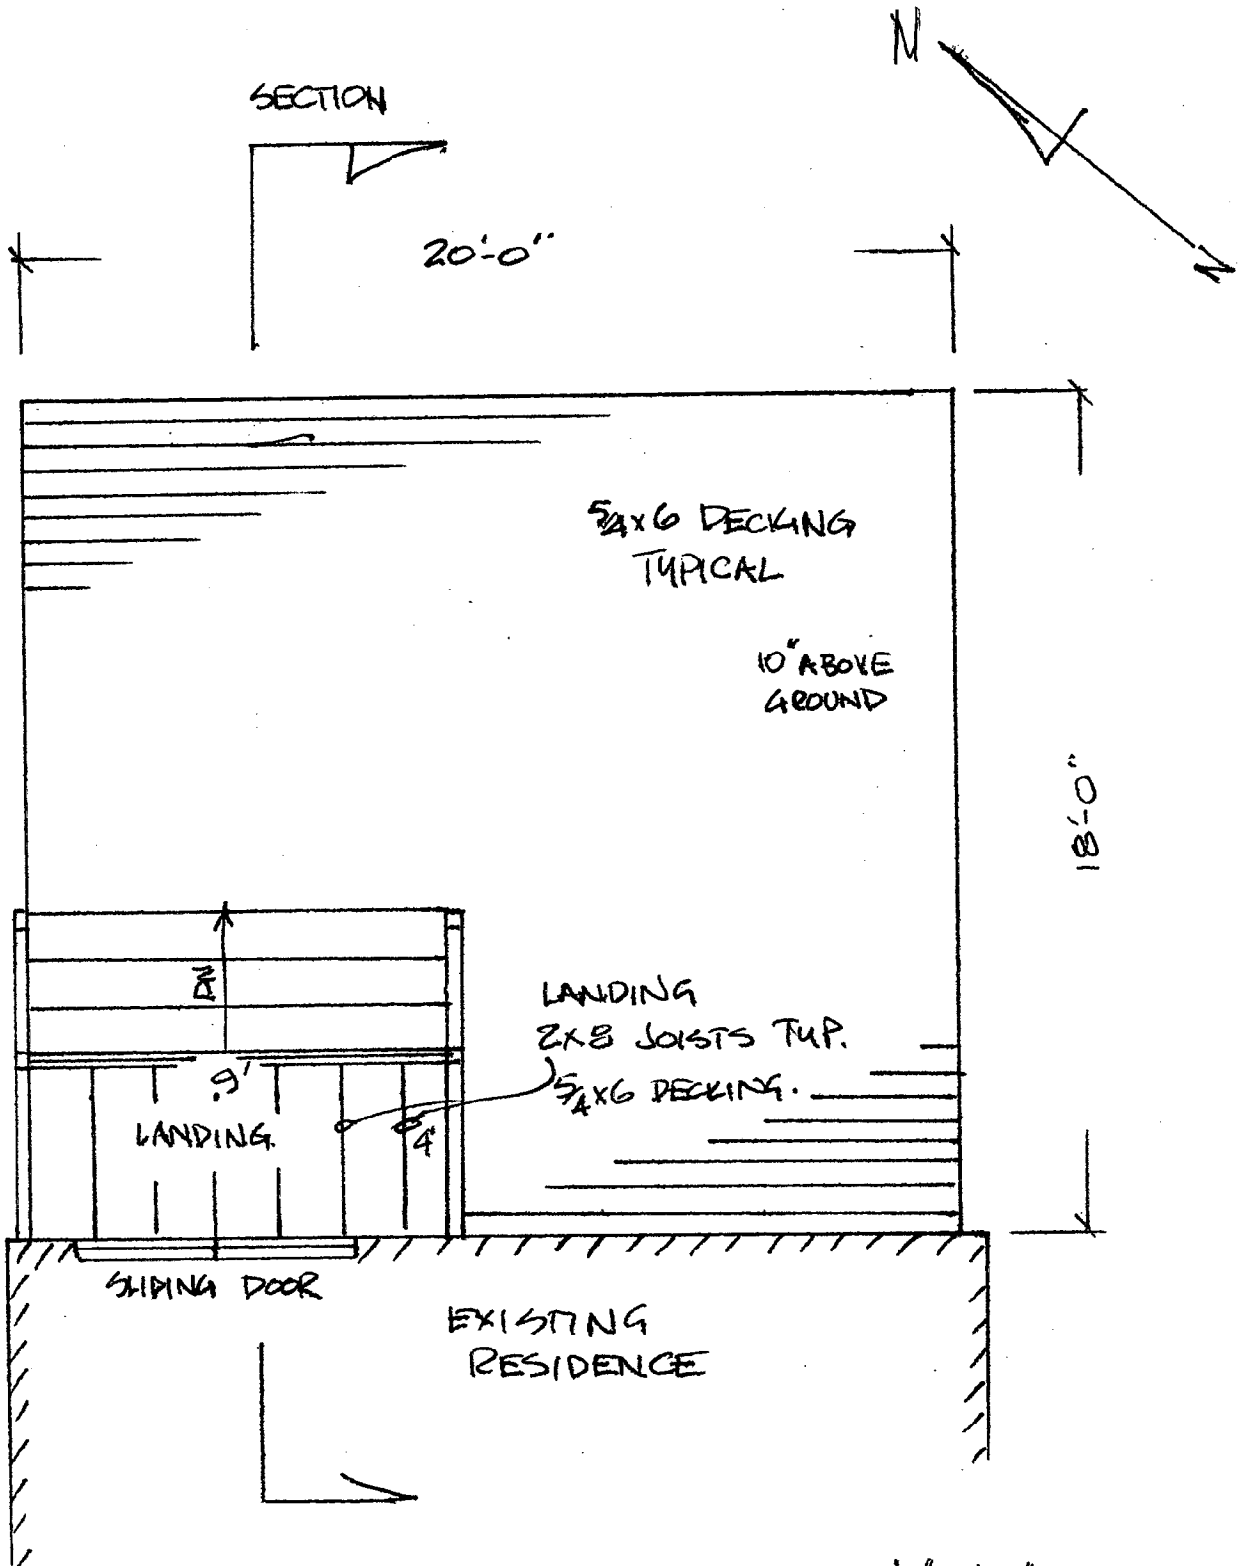 N
SECTION
20'-0"
N
5/4x6 DECKING
TYPICAL
10" ABOVE
GROUND
18'-0"
DN
LANDING
2x8 JOISTS TYP.
5/4x6 DECKING.
9'
LANDING
4'
SLIDING DOOR
EXISTING
RESIDENCE